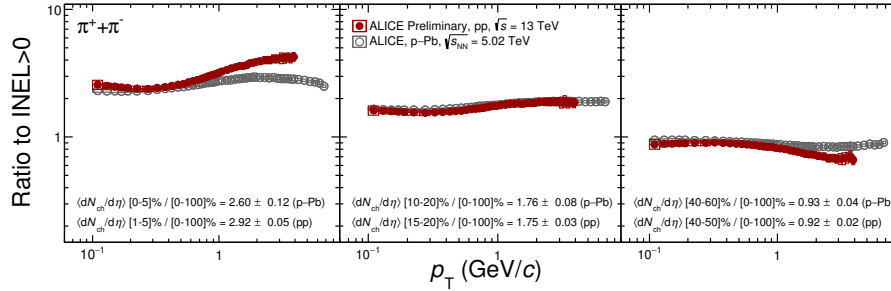 π⁺+π⁻
ALICE Preliminary, pp, √s = 13 TeV
ALICE, p–Pb, √s_NN = 5.02 TeV
Ratio to INEL>0
10
1
⟨dN_ch/dη⟩ [0-5]% / [0-100]% = 2.60 ± 0.12 (p–Pb)
⟨dN_ch/dη⟩ [1-5]% / [0-100]% = 2.92 ± 0.05 (pp)
⟨dN_ch/dη⟩ [10-20]% / [0-100]% = 1.76 ± 0.08 (p–Pb)
⟨dN_ch/dη⟩ [15-20]% / [0-100]% = 1.75 ± 0.03 (pp)
⟨dN_ch/dη⟩ [40-60]% / [0-100]% = 0.93 ± 0.04 (p–Pb)
⟨dN_ch/dη⟩ [40-50]% / [0-100]% = 0.92 ± 0.02 (pp)
10⁻¹ 1 10⁻¹ 1 10⁻¹ 1 10
p_T (GeV/c)